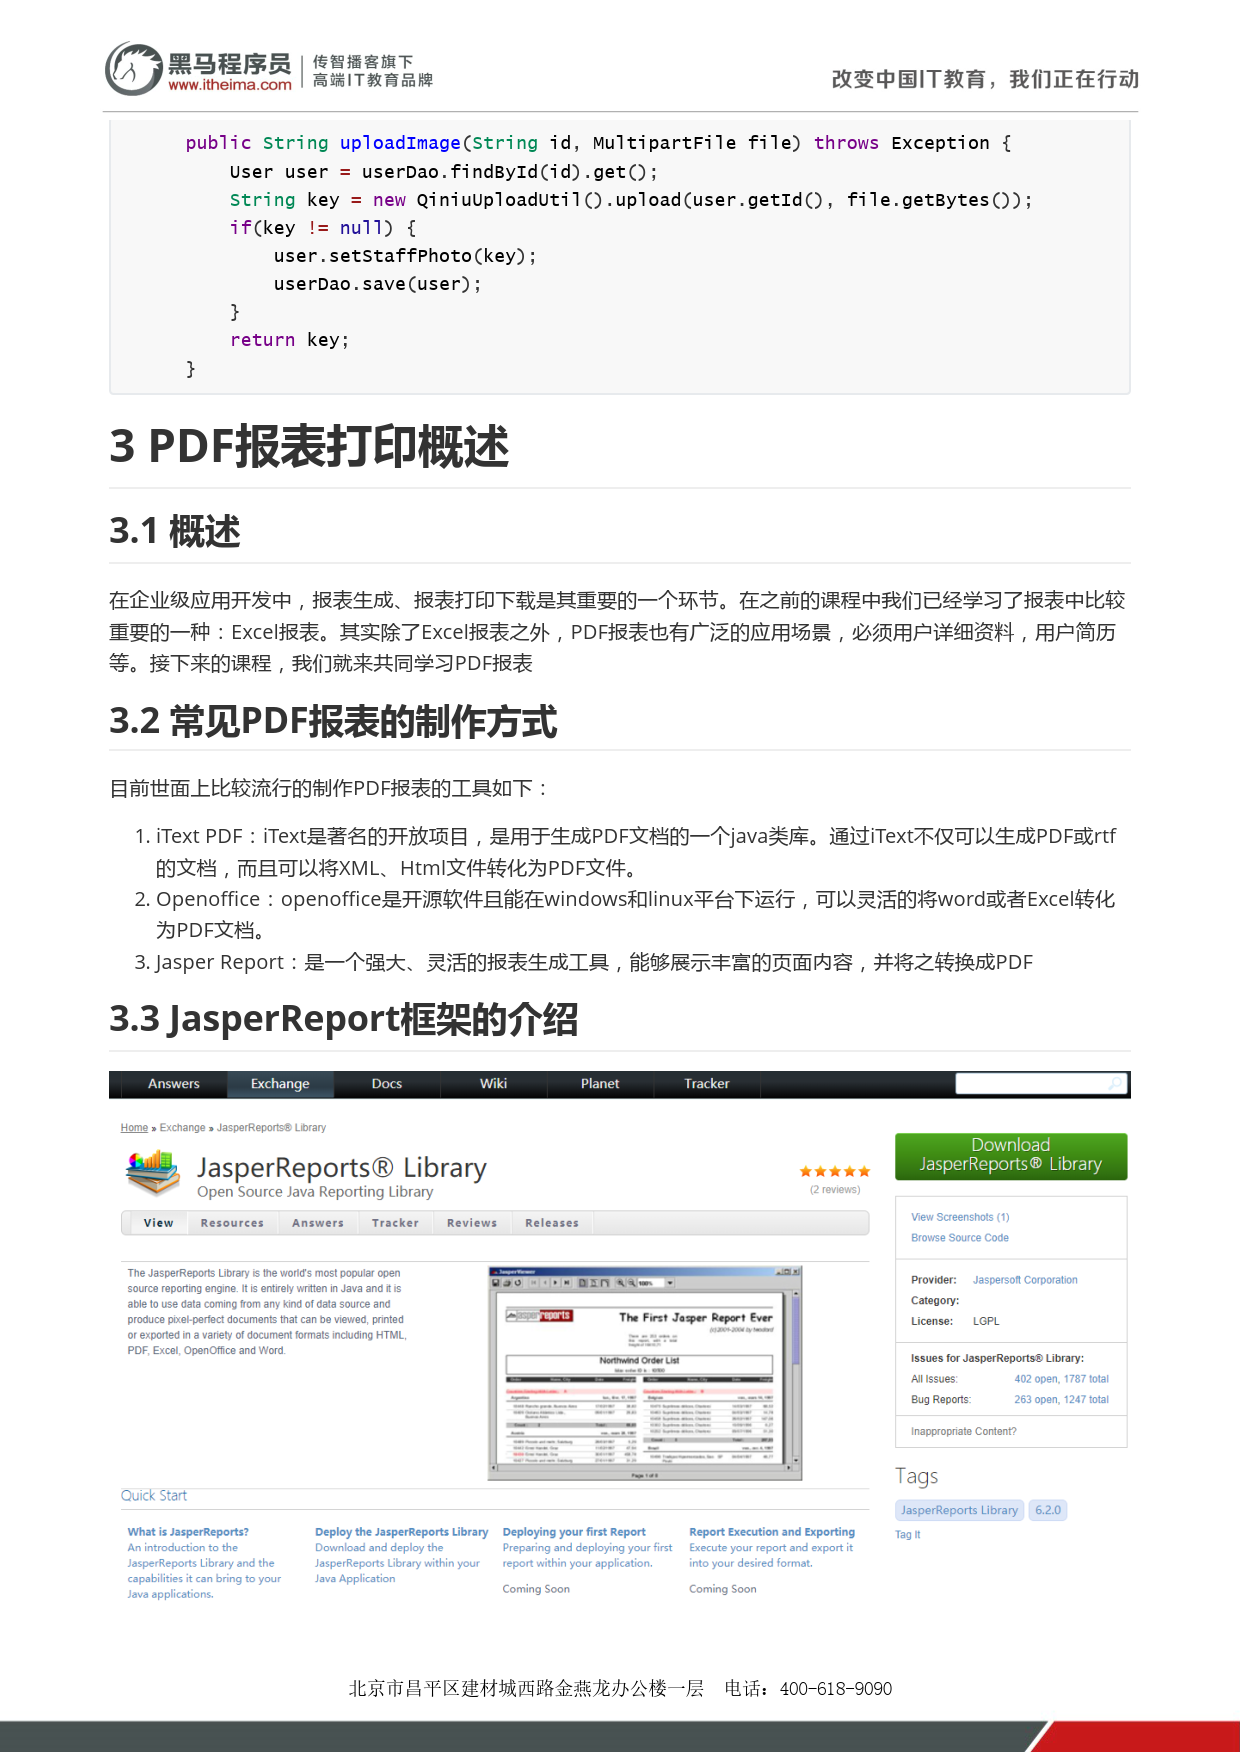 黑马程序员
www.itheima.com
传智播客旗下
高端IT教育品牌
改变中国IT教育，我们正在行动
public String uploadImage(String id, MultipartFile file) throws Exception {
User user = userDao.findById(id).get();
String key = new QiniuUploadUtil().upload(user.getId(), file.getBytes());
if(key != null) {
user.setStaffPhoto(key);
userDao.save(user);
}
return key;
}
3 PDF报表打印概述
3.1 概述
在企业级应用开发中，报表生成、报表打印下载是其重要的一个环节。在之前的课程中我们已经学习了报表中比较
重要的一种：Excel报表。其实除了Excel报表之外，PDF报表也有广泛的应用场景，必须用户详细资料，用户简历
等。接下来的课程，我们就来共同学习PDF报表
3.2 常见PDF报表的制作方式
目前世面上比较流行的制作PDF报表的工具如下：
1. iText PDF：iText是著名的开放项目，是用于生成PDF文档的一个java类库。通过iText不仅可以生成PDF或rtf
的文档，而且可以将XML、Html文件转化为PDF文件。
2. Openoffice：openoffice是开源软件且能在windows和linux平台下运行，可以灵活的将word或者Excel转化
为PDF文档。
3. Jasper Report：是一个强大、灵活的报表生成工具，能够展示丰富的页面内容，并将之转换成PDF
3.3 JasperReport框架的介绍
Answers Exchange Docs Wiki Planet Tracker
Home » Exchange » JasperReports® Library
JasperReports® Library
Open Source Java Reporting Library
(2 reviews)
Download
JasperReports® Library
View Resources Answers Tracker Reviews Releases
View Screenshots (1)
Browse Source Code
The JasperReports Library is the world's most popular open
source reporting engine. It is entirely written in Java and it is
able to use data coming from any kind of data source and
produce pixel-perfect documents that can be viewed, printed
or exported in a variety of document formats including HTML,
PDF, Excel, OpenOffice and Word.
JasperViewer
100%
jasperreports
The First Jasper Report Ever
(c)2001-2004 by teodord
Northwind Order List
Page 1 of 8
Provider: Jaspersoft Corporation
Category:
License: LGPL
Issues for JasperReports® Library:
All Issues: 402 open, 1787 total
Bug Reports: 263 open, 1247 total
Inappropriate Content?
Tags
JasperReports Library 6.2.0
Tag It
Quick Start
What is JasperReports?
An introduction to the
JasperReports Library and the
capabilities it can bring to your
Java applications.
Deploy the JasperReports Library
Download and deploy the
JasperReports Library within your
Java Application
Deploying your first Report
Preparing and deploying your first
report within your application.
Coming Soon
Report Execution and Exporting
Execute your report and export it
into your desired format.
Coming Soon
北京市昌平区建材城西路金燕龙办公楼一层 电话：400-618-9090